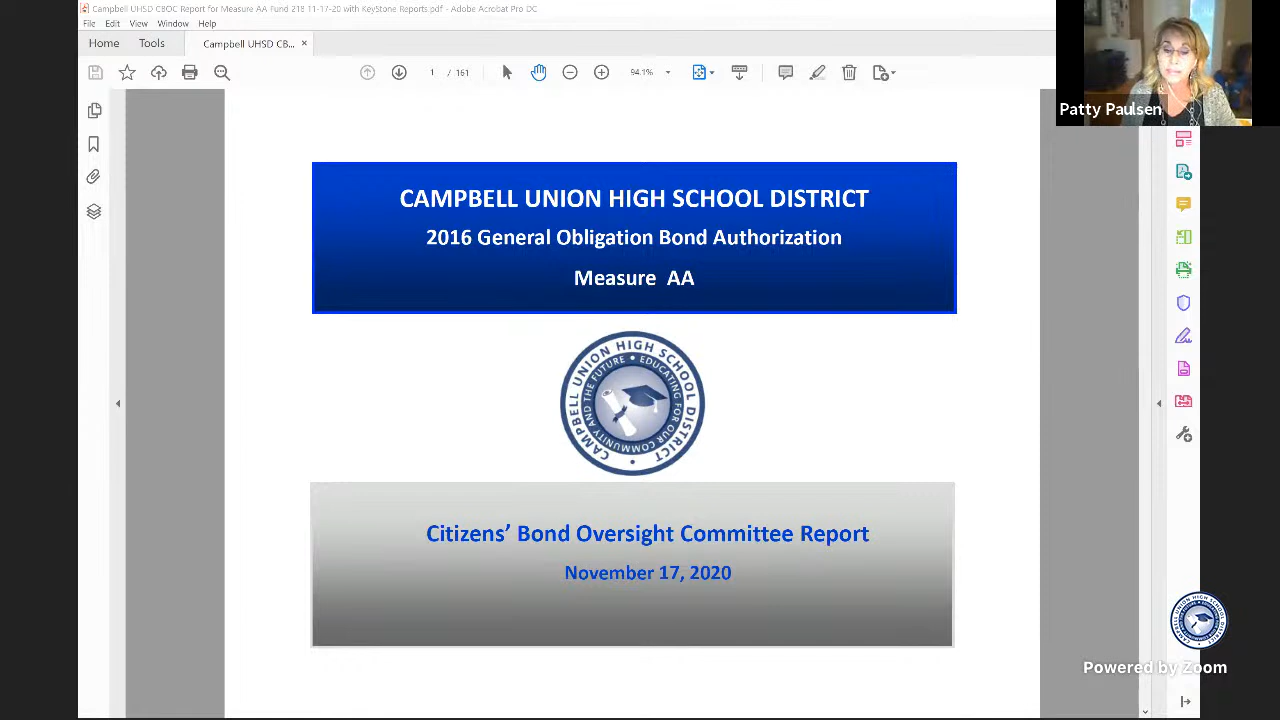 Campbell UHSD CBOC Report for Measure AA Fund 218 11-17-20 with KeyStone Reports.pdf - Adobe Acrobat Pro DC
File Edit View Window Help
Home Tools Campbell UHSD CB... ×
1 / 161 94.1%
Patty Paulsen
CAMPBELL UNION HIGH SCHOOL DISTRICT
2016 General Obligation Bond Authorization
Measure AA
CAMPBELL UNION HIGH SCHOOL DISTRICT
EDUCATING FOR OUR COMMUNITY AND THE FUTURE
Citizens' Bond Oversight Committee Report
November 17, 2020
Powered by Zoom